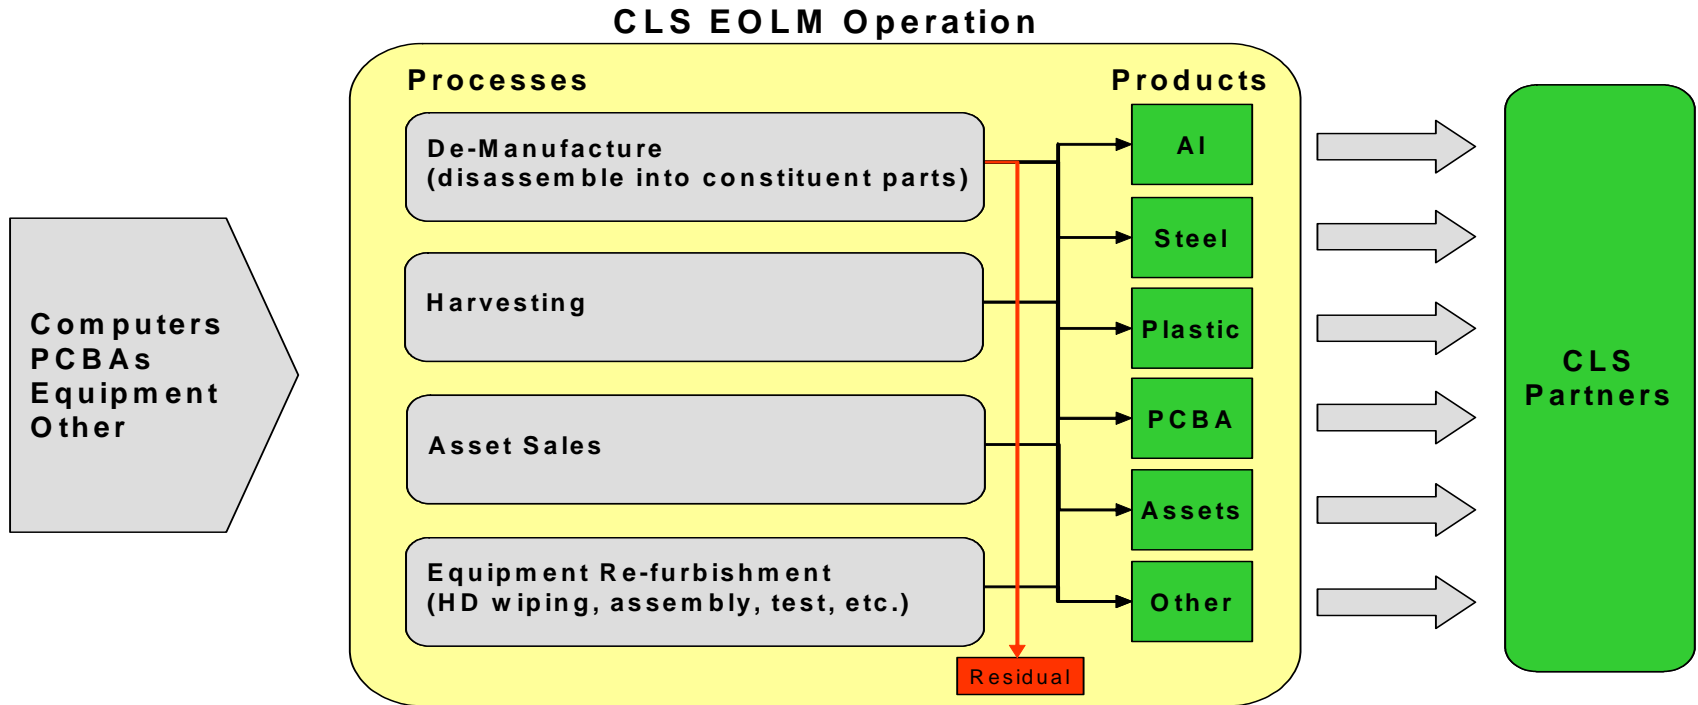 CLS EOLM Operation
Processes
Products
De-Manufacture
(disassemble into constituent parts)
Harvesting
Asset Sales
Equipment Re-furbishment
(HD wiping, assembly, test, etc.)
Computers
PCBAs
Equipment
Other
Al
Steel
Plastic
PCBA
Assets
Other
Residual
CLS
Partners